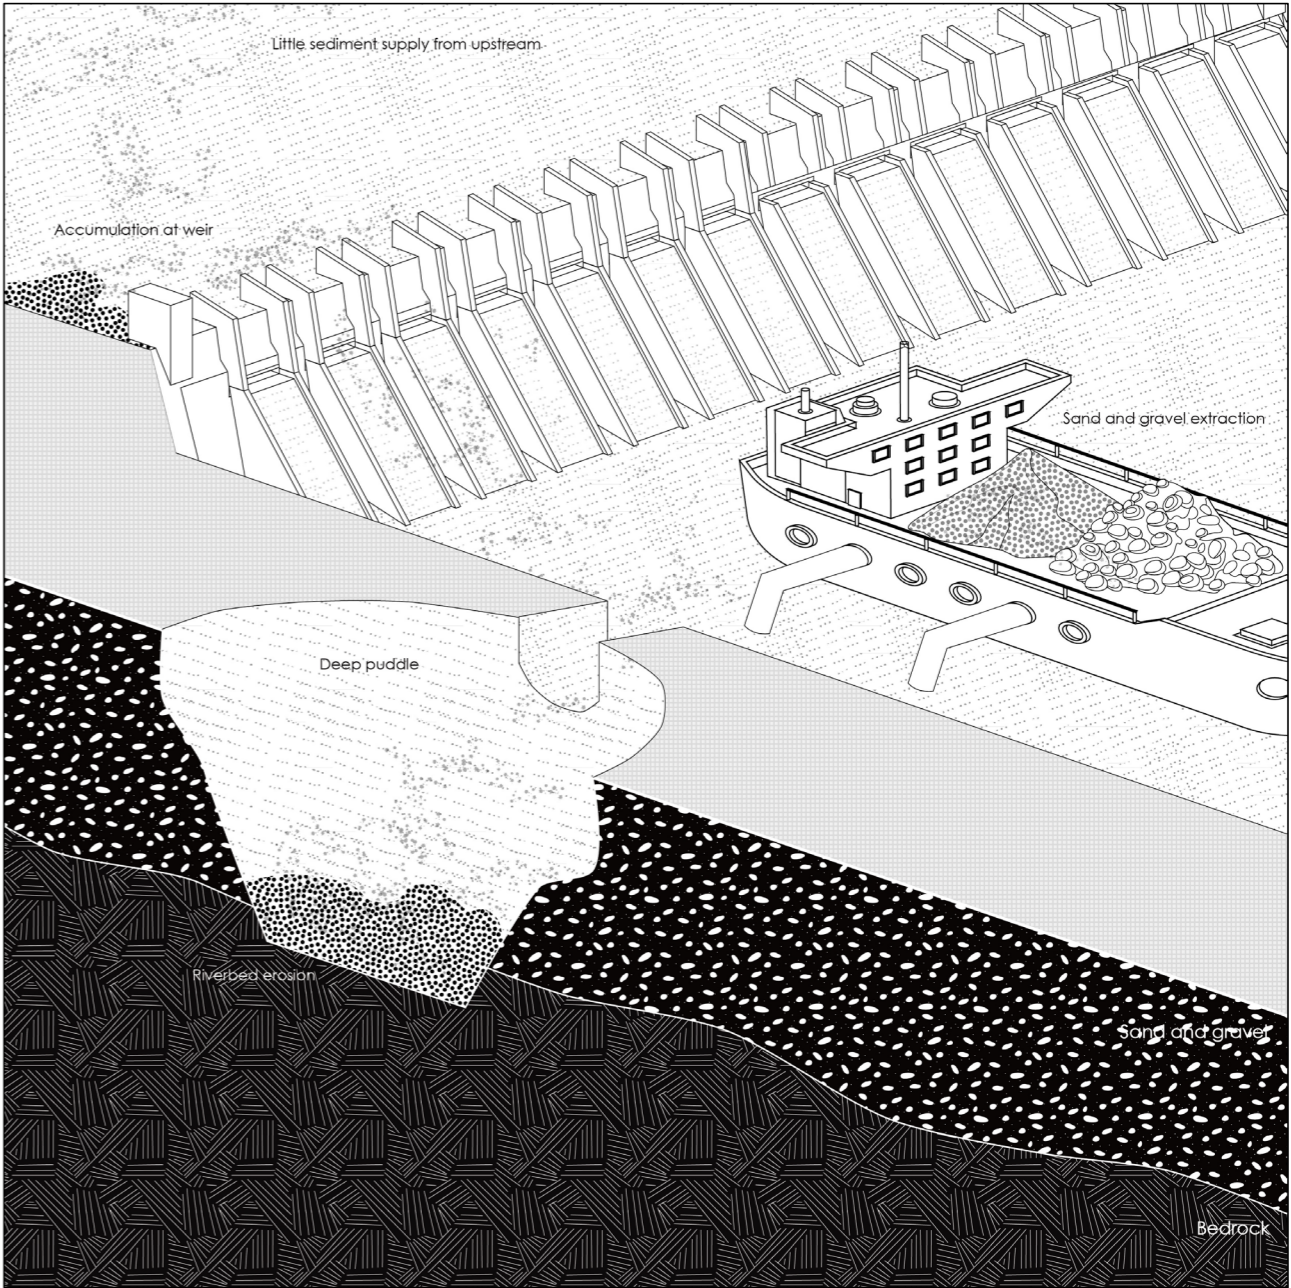 Little sediment supply from upstream
Accumulation at weir
Sand and gravel extraction
Deep puddle
Riverbed erosion
Sand and gravel
Bedrock